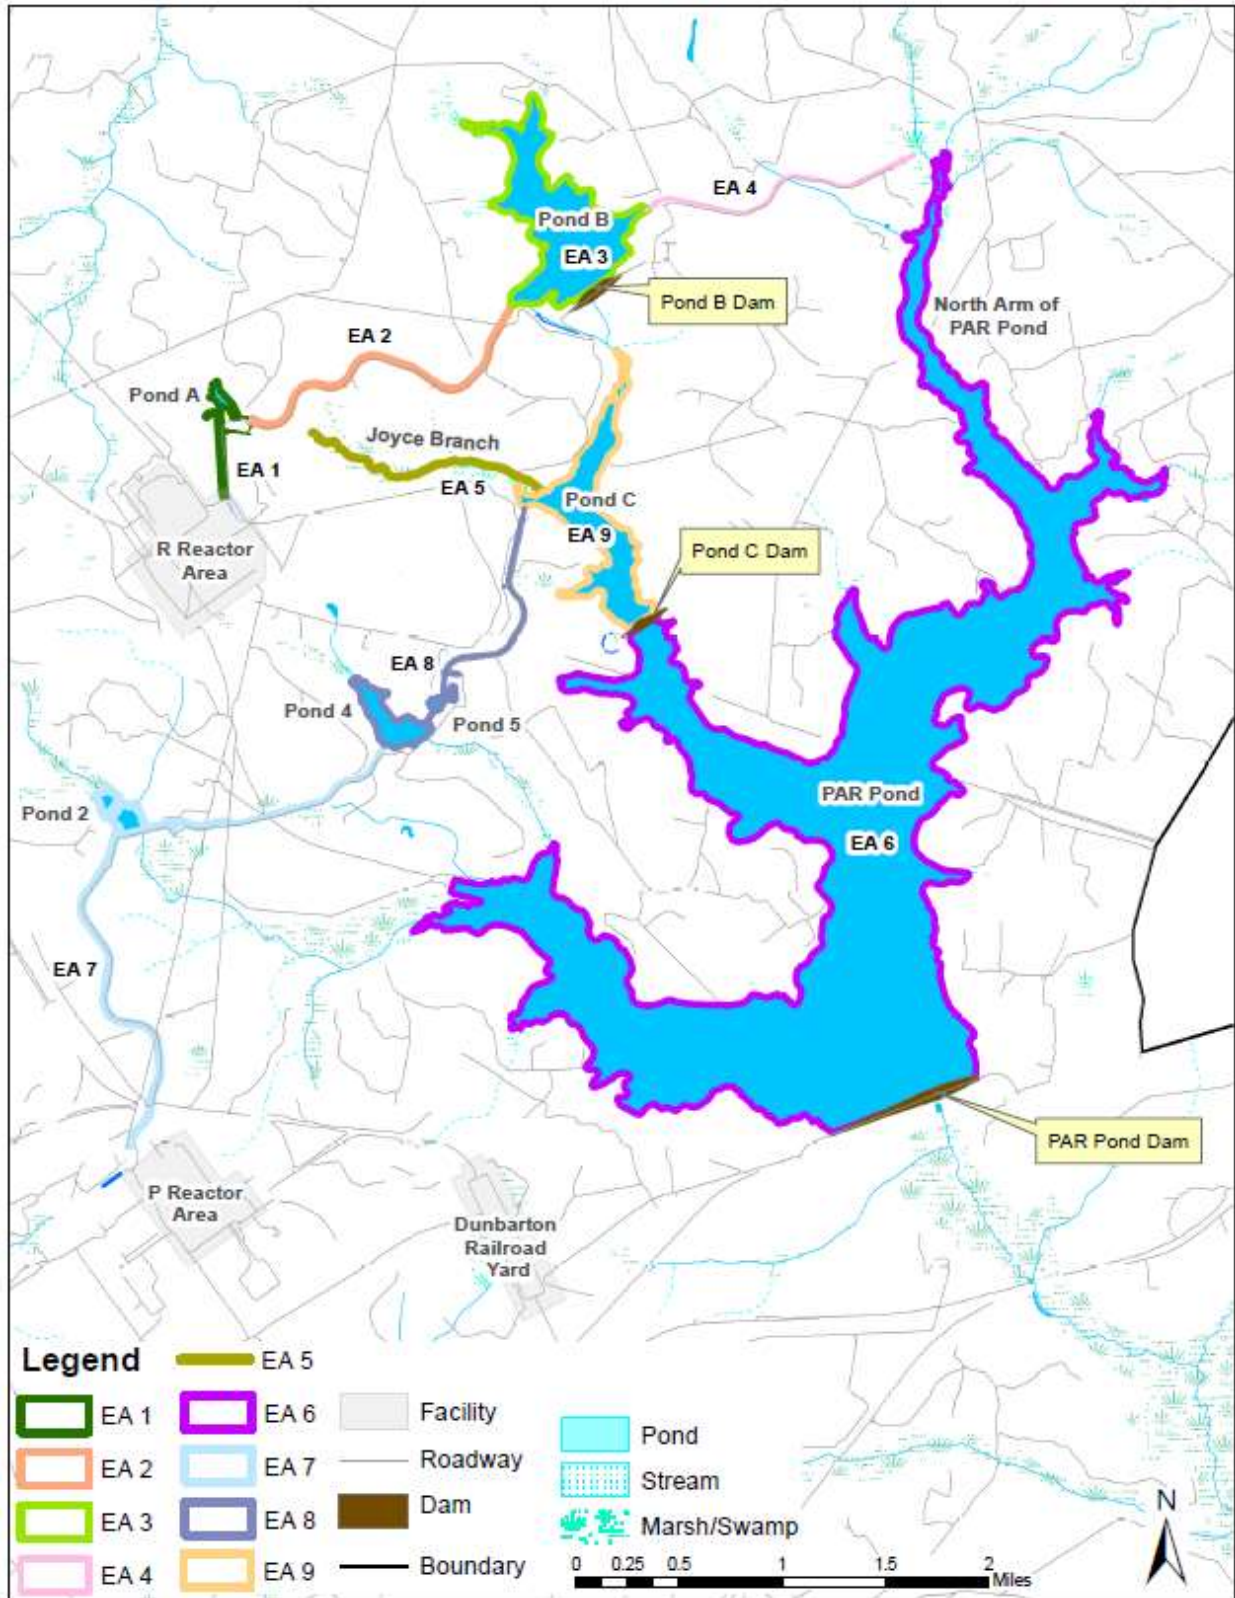 EA 4
Pond B
EA 3
Pond B Dam
North Arm of
PAR Pond
EA 2
Pond A
Joyce Branch
EA 1
EA 5
Pond C
EA 9
Pond C Dam
R Reactor
Area
EA 8
Pond 4
Pond 5
Pond 2
PAR Pond
EA 6
EA 7
PAR Pond Dam
P Reactor
Area
Dunbarton
Railroad
Yard
Legend
EA 1
EA 2
EA 3
EA 4
EA 5
EA 6
EA 7
EA 8
EA 9
Facility
Roadway
Dam
Boundary
Pond
Stream
Marsh/Swamp
N
0 0.25 0.5 1 1.5 2
Miles